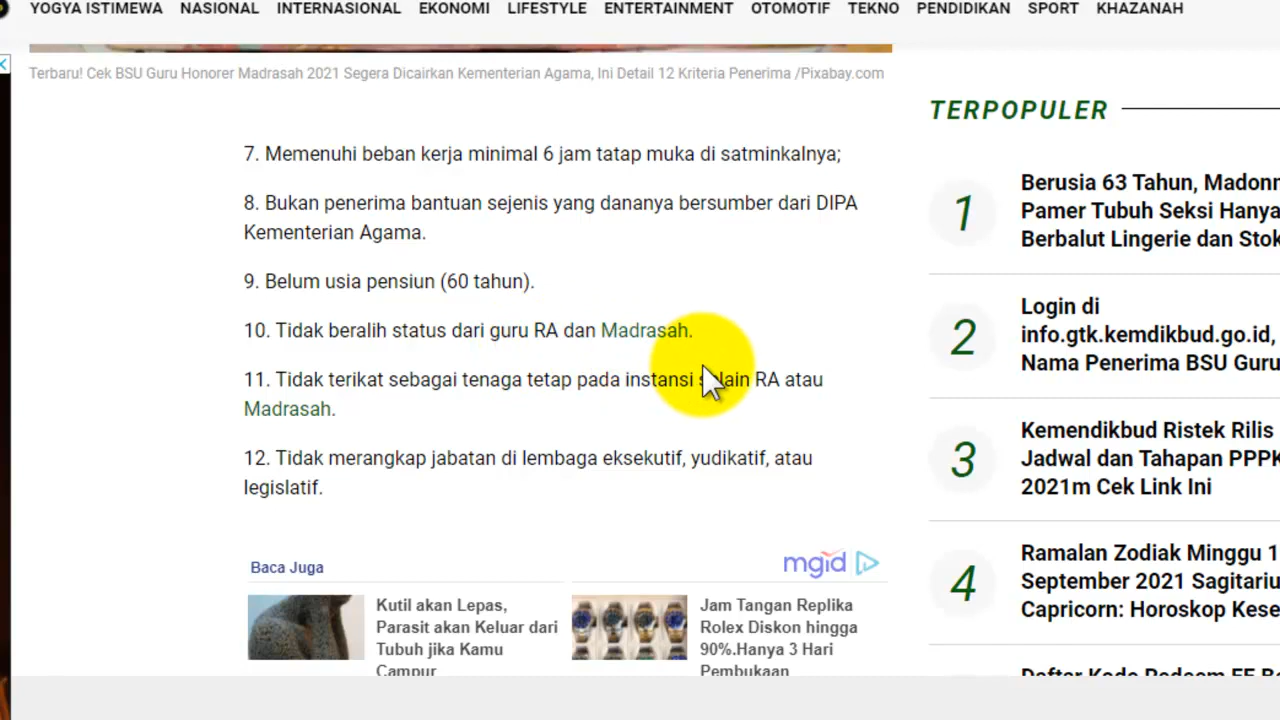 YOGYA ISTIMEWA NASIONAL INTERNASIONAL EKONOMI LIFESTYLE ENTERTAINMENT OTOMOTIF TEKNO PENDIDIKAN SPORT KHAZANAH
Terbaru! Cek BSU Guru Honorer Madrasah 2021 Segera Dicairkan Kementerian Agama, Ini Detail 12 Kriteria Penerima /Pixabay.com
7. Memenuhi beban kerja minimal 6 jam tatap muka di satminkalnya;
8. Bukan penerima bantuan sejenis yang dananya bersumber dari DIPA
Kementerian Agama.
9. Belum usia pensiun (60 tahun).
10. Tidak beralih status dari guru RA dan Madrasah.
11. Tidak terikat sebagai tenaga tetap pada instansi selain RA atau
Madrasah.
12. Tidak merangkap jabatan di lembaga eksekutif, yudikatif, atau
legislatif.
Baca Juga
mgid
Kutil akan Lepas,
Parasit akan Keluar dari
Tubuh jika Kamu
Campur
Jam Tangan Replika
Rolex Diskon hingga
90%.Hanya 3 Hari
Pembukaan
TERPOPULER
1
Berusia 63 Tahun, Madonn
Pamer Tubuh Seksi Hanya
Berbalut Lingerie dan Stok
2
Login di
info.gtk.kemdikbud.go.id,
Nama Penerima BSU Guru
3
Kemendikbud Ristek Rilis
Jadwal dan Tahapan PPPK
2021m Cek Link Ini
4
Ramalan Zodiak Minggu 1
September 2021 Sagitariu
Capricorn: Horoskop Kese
Daftar Kode Redeem FF Be